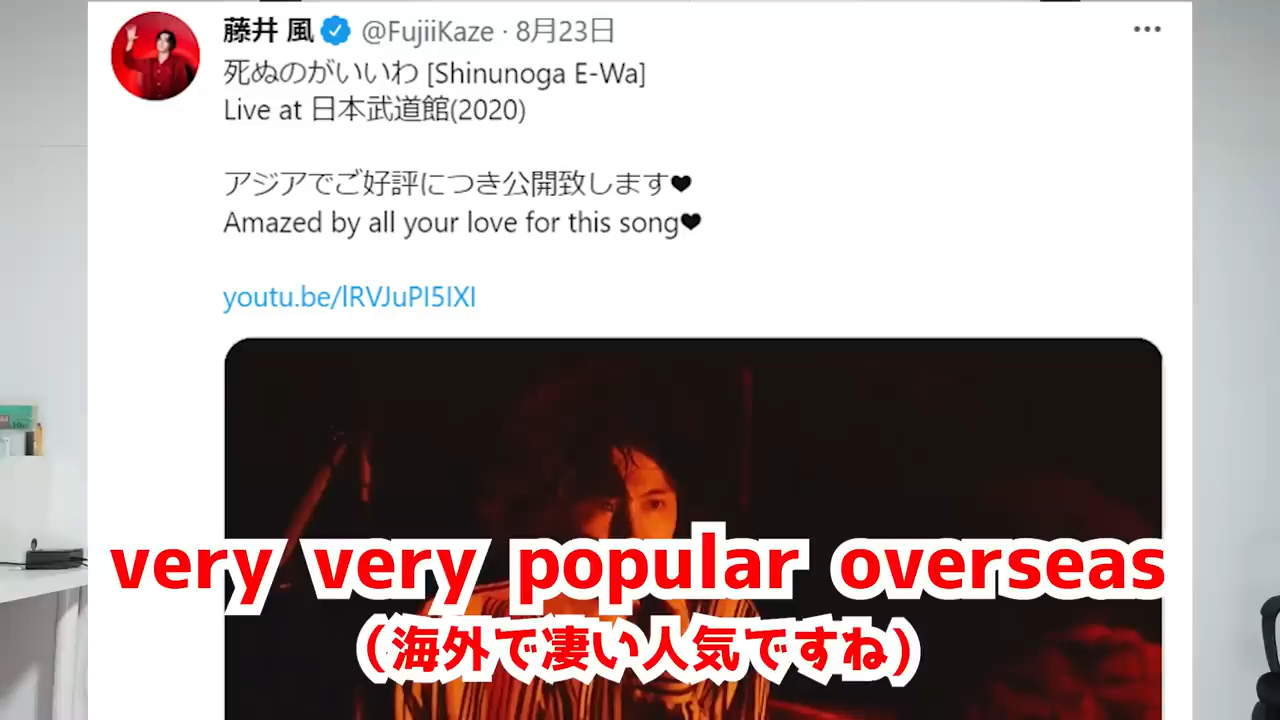 藤井 風 @FujiiKaze · 8月23日
死ぬのがいいわ [Shinunoga E-Wa]
Live at 日本武道館(2020)
アジアでご好評につき公開致します❤
Amazed by all your love for this song❤
youtu.be/lRVJuPI5IXI
very very popular overseas
（海外で凄い人気ですね）